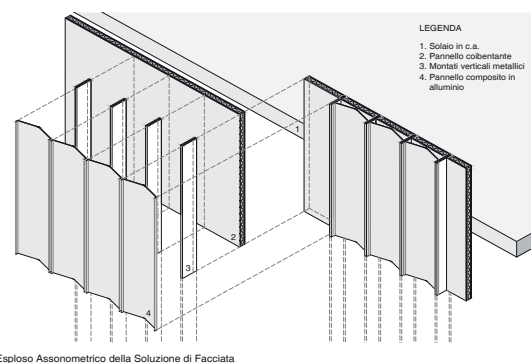 LEGENDA
1. Solaio in c.a.
2. Pannello coibentante
3. Montati verticali metallici
4. Pannello composito in
alluminio
1
2
3
4
Esploso Assonometrico della Soluzione di Facciata